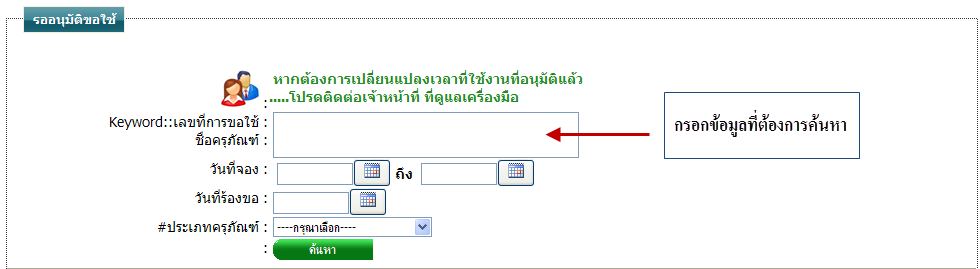 รออนุมัติขอใช้
หากต้องการเปลี่ยนแปลงเวลาที่ใช้งานที่อนุมัติแล้ว
: .....โปรดติดต่อเจ้าหน้าที่ ที่ดูแลเครื่องมือ
Keyword::เลขที่การขอใช้ :
ชื่อครุภัณฑ์ :
กรอกข้อมูลที่ต้องการค้นหา
วันที่จอง : ถึง
วันที่ร้องขอ :
#ประเภทครุภัณฑ์ : ----กรุณาเลือก----
: ค้นหา